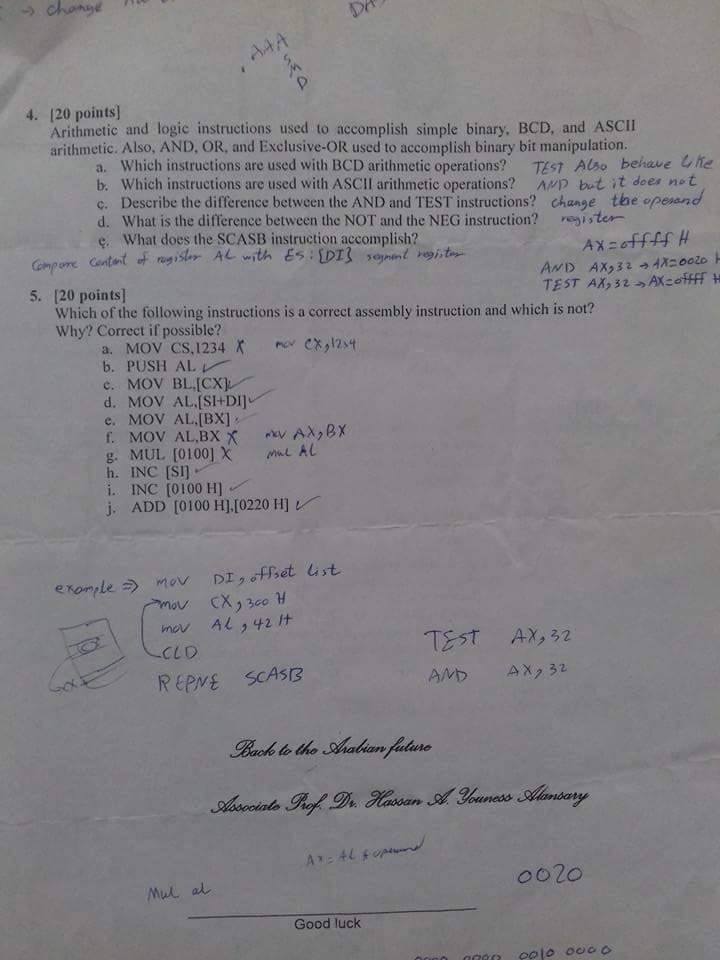 → change
DA
AAA
SMD
4. [20 points]
Arithmetic and logic instructions used to accomplish simple binary, BCD, and ASCII
arithmetic. Also, AND, OR, and Exclusive-OR used to accomplish binary bit manipulation.
a. Which instructions are used with BCD arithmetic operations? TEST Also behave like
b. Which instructions are used with ASCII arithmetic operations? AND but it does not
c. Describe the difference between the AND and TEST instructions? change the operand
d. What is the difference between the NOT and the NEG instruction? register
e. What does the SCASB instruction accomplish? AX=0ffff H
Compare content of register AL with ES:[DI] segment register
AND AX,32 → AX=0020 H
TEST AX,32 → AX=0ffff H
5. [20 points]
Which of the following instructions is a correct assembly instruction and which is not?
Why? Correct if possible?
a. MOV CS,1234 X mov CX,1234
b. PUSH AL ✓
c. MOV BL,[CX] ✓
d. MOV AL,[SI+DI] ✓
e. MOV AL,[BX] ✓
f. MOV AL,BX X mov AX,BX
g. MUL [0100] X mul AL
h. INC [SI] ✓
i. INC [0100 H] ✓
j. ADD [0100 H],[0220 H] ✓
example ⇒ mov DI, offset list
mov CX, 300 H
mov AL, 42 H
CLD
REPNE SCASB
TEST AX, 32
AND AX, 32
Back to the Arabian future
Associate Prof. Dr. Hassan A. Youness Alansary
AX = AL * operand
Mul al
0020
Good luck
0000 0000 0010 0000